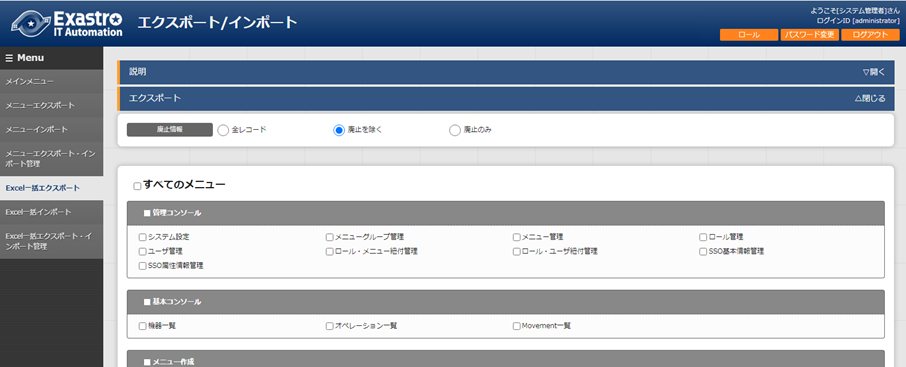 Exastro
IT Automation
エクスポート/インポート
ようこそ[システム管理者]さん
ログインID [administrator]
ロール
パスワード変更
ログアウト
☰ Menu
メインメニュー
メニューエクスポート
メニューインポート
メニューエクスポート・イン
ポート管理
Excel一括エクスポート
Excel一括インポート
Excel一括エクスポート・イ
ンポート管理
説明
▽開く
エクスポート
△閉じる
廃止情報
全レコード
廃止を除く
廃止のみ
すべてのメニュー
管理コンソール
システム設定
メニューグループ管理
メニュー管理
ロール管理
ユーザ管理
ロール・メニュー紐付管理
ロール・ユーザ紐付管理
SSO基本情報管理
SSO属性情報管理
基本コンソール
機器一覧
オペレーション一覧
Movement一覧
メニュー作成